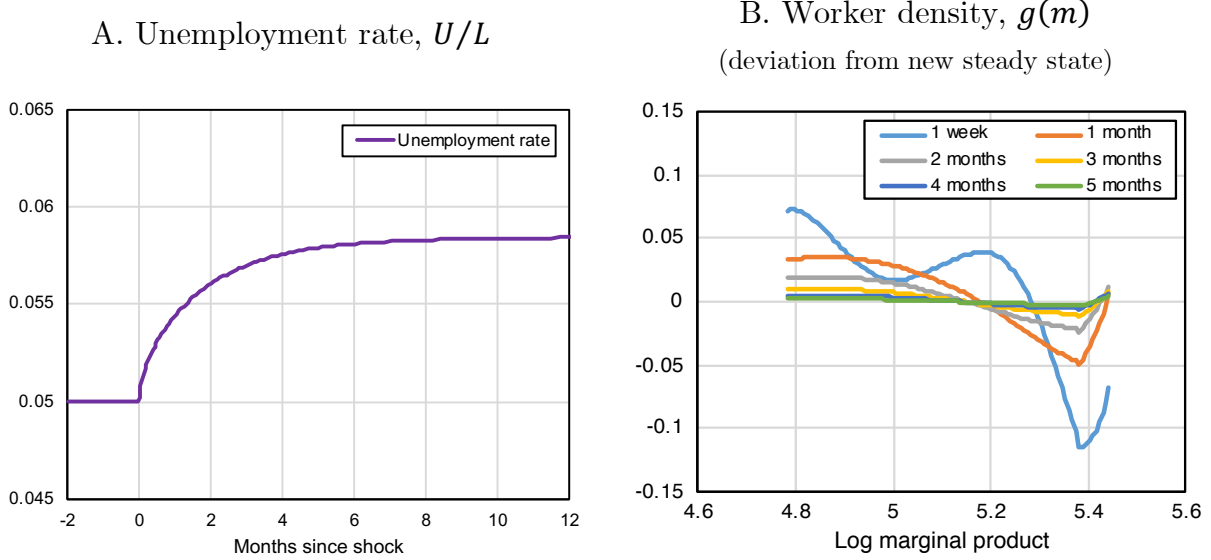 A. Unemployment rate, U/L
0.065
0.06
0.055
0.05
0.045
-2 0 2 4 6 8 10 12
Months since shock
Unemployment rate
B. Worker density, g(m)
(deviation from new steady state)
0.15
0.1
0.05
0
-0.05
-0.1
-0.15
4.6 4.8 5 5.2 5.4 5.6
Log marginal product
1 week 1 month
2 months 3 months
4 months 5 months